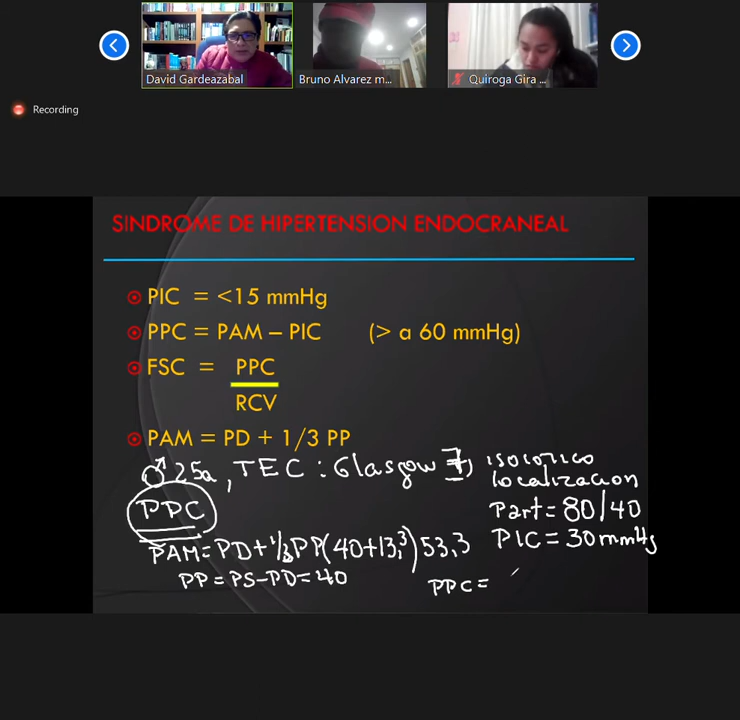 David Gardeazabal
Bruno Alvarez m...
Quiroga Gira ...
Recording
SINDROME DE HIPERTENSION ENDOCRANEAL
PIC = <15 mmHg
PPC = PAM – PIC (> a 60 mmHg)
FSC = PPC
RCV
PAM = PD + 1/3 PP
♂ 25a, TEC : Glasgow 7,
isocorico
localizacion
PPC
Part = 80/40
PAM = PD + 1/3 PP (40 + 13,3) 53,3
PIC = 30 mmHg
PP = PS – PD = 40
PPC =